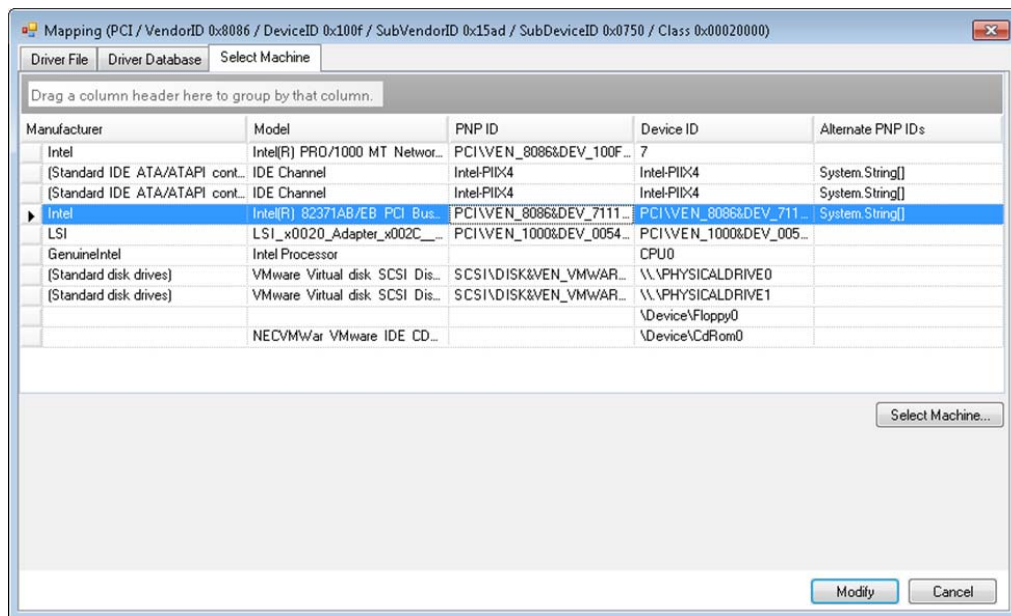 Mapping (PCI / VendorID 0x8086 / DeviceID 0x100f / SubVendorID 0x15ad / SubDeviceID 0x0750 / Class 0x00020000)
Driver File Driver Database Select Machine
Drag a column header here to group by that column.
Manufacturer Model PNP ID Device ID Alternate PNP IDs
Intel Intel(R) PRO/1000 MT Networ... PCI\VEN_8086&DEV_100F... 7
(Standard IDE ATA/ATAPI cont... IDE Channel Intel-PIIX4 Intel-PIIX4 System.String[]
(Standard IDE ATA/ATAPI cont... IDE Channel Intel-PIIX4 Intel-PIIX4 System.String[]
Intel Intel(R) 82371AB/EB PCI Bus... PCI\VEN_8086&DEV_7111... PCI\VEN_8086&DEV_711... System.String[]
LSI LSI_x0020_Adapter_x002C__... PCI\VEN_1000&DEV_0054... PCI\VEN_1000&DEV_005...
GenuineIntel Intel Processor CPU0
(Standard disk drives) VMware Virtual disk SCSI Dis... SCSI\DISK&VEN_VMWAR... \\.\PHYSICALDRIVE0
(Standard disk drives) VMware Virtual disk SCSI Dis... SCSI\DISK&VEN_VMWAR... \\.\PHYSICALDRIVE1
\Device\Floppy0
NECVMWar VMware IDE CD... \Device\CdRom0
Select Machine...
Modify Cancel